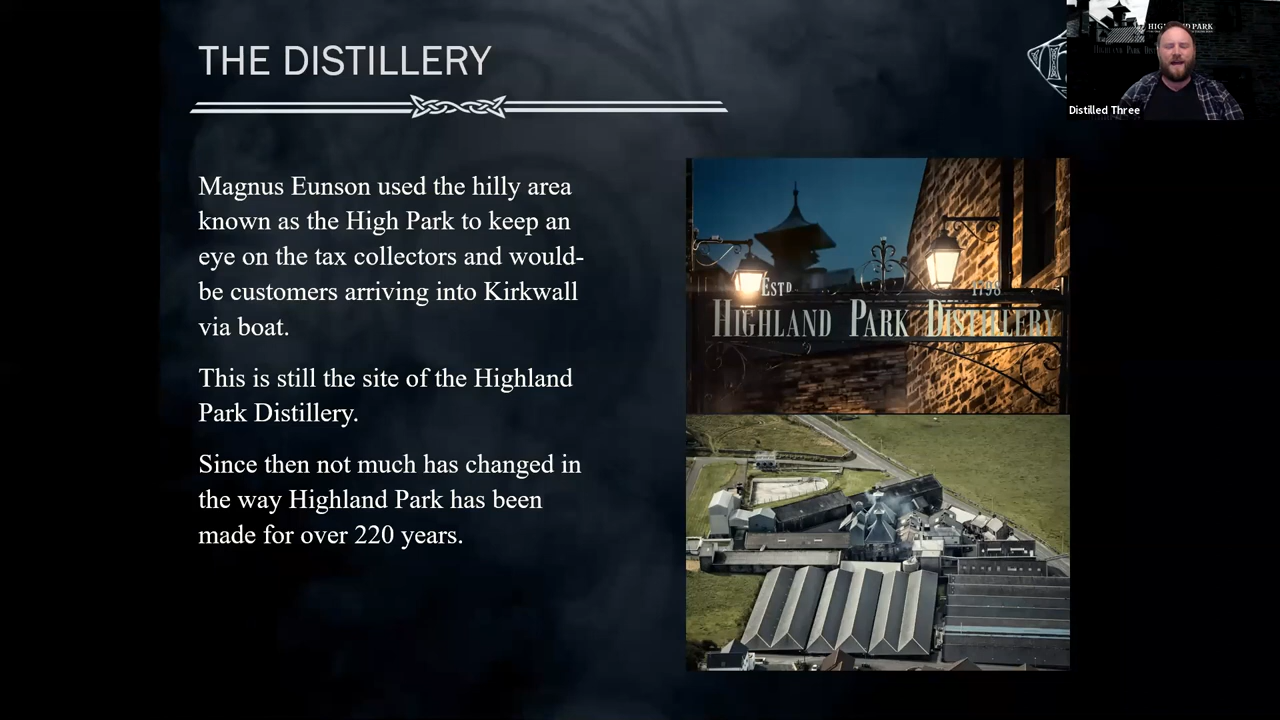 THE DISTILLERY
Magnus Eunson used the hilly area
known as the High Park to keep an
eye on the tax collectors and would-
be customers arriving into Kirkwall
via boat.
This is still the site of the Highland
Park Distillery.
Since then not much has changed in
the way Highland Park has been
made for over 220 years.
ESTD 1798
HIGHLAND PARK DISTILLERY
Distilled Three